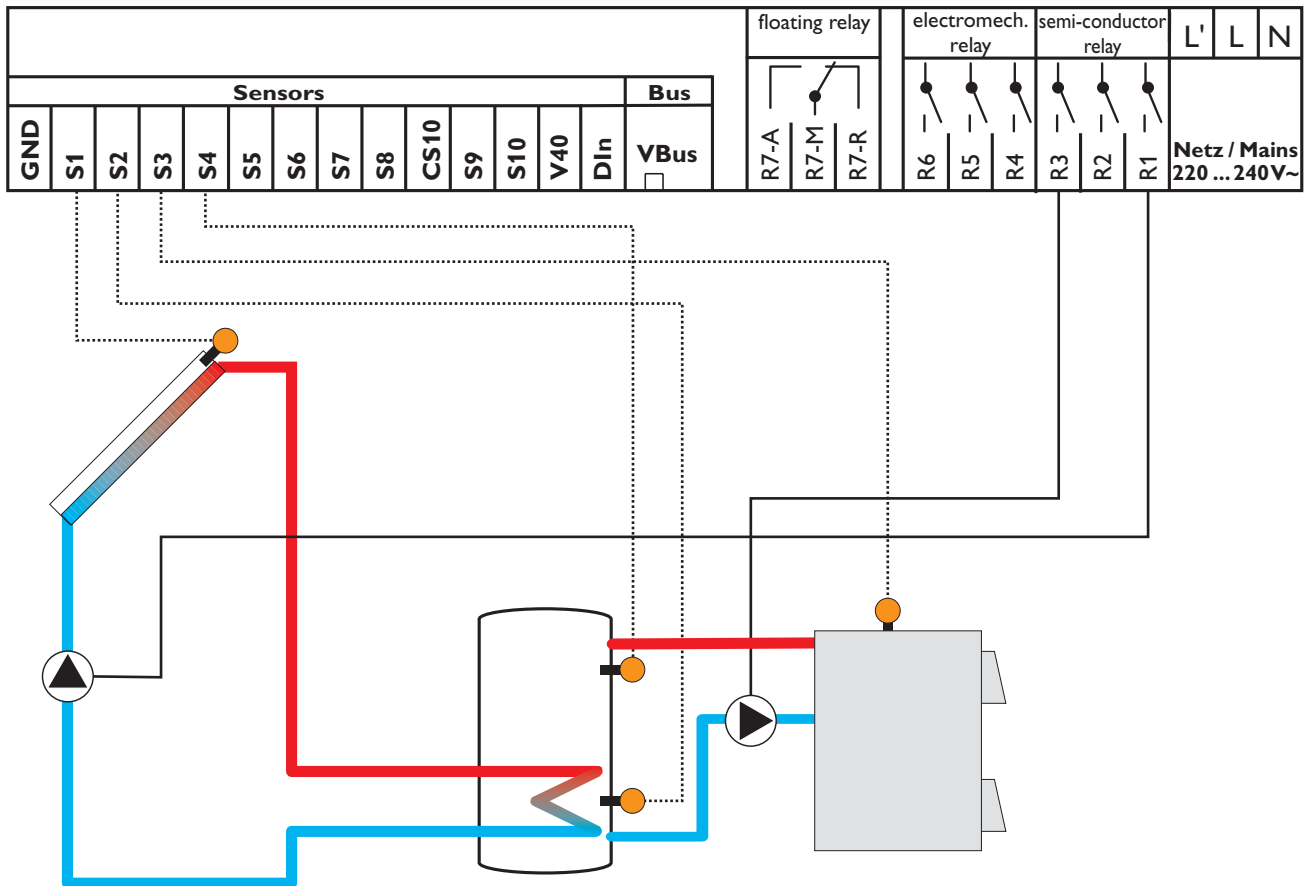 floating relay
electromech.
relay
semi-conductor
relay
L' L N
Sensors
Bus
GND S1 S2 S3 S4 S5 S6 S7 S8 CS10 S9 S10 V40 DIn
VBus
R7-A R7-M R7-R
R6 R5 R4 R3 R2 R1
Netz / Mains
220 ... 240V~